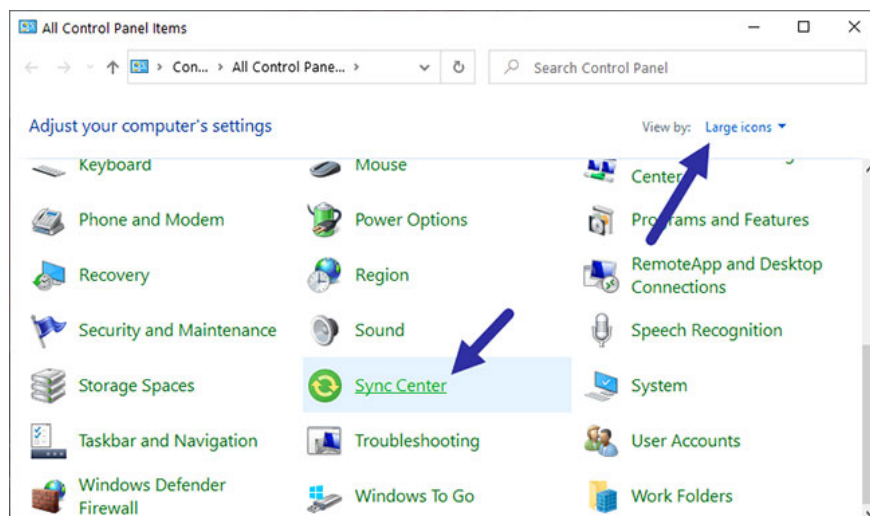 All Control Panel Items
Con... > All Control Pane... >
Search Control Panel
Adjust your computer's settings
View by: Large icons
Keyboard
Mouse
Center
Phone and Modem
Power Options
Programs and Features
Recovery
Region
RemoteApp and Desktop
Connections
Security and Maintenance
Sound
Speech Recognition
Storage Spaces
Sync Center
System
Taskbar and Navigation
Troubleshooting
User Accounts
Windows Defender
Firewall
Windows To Go
Work Folders